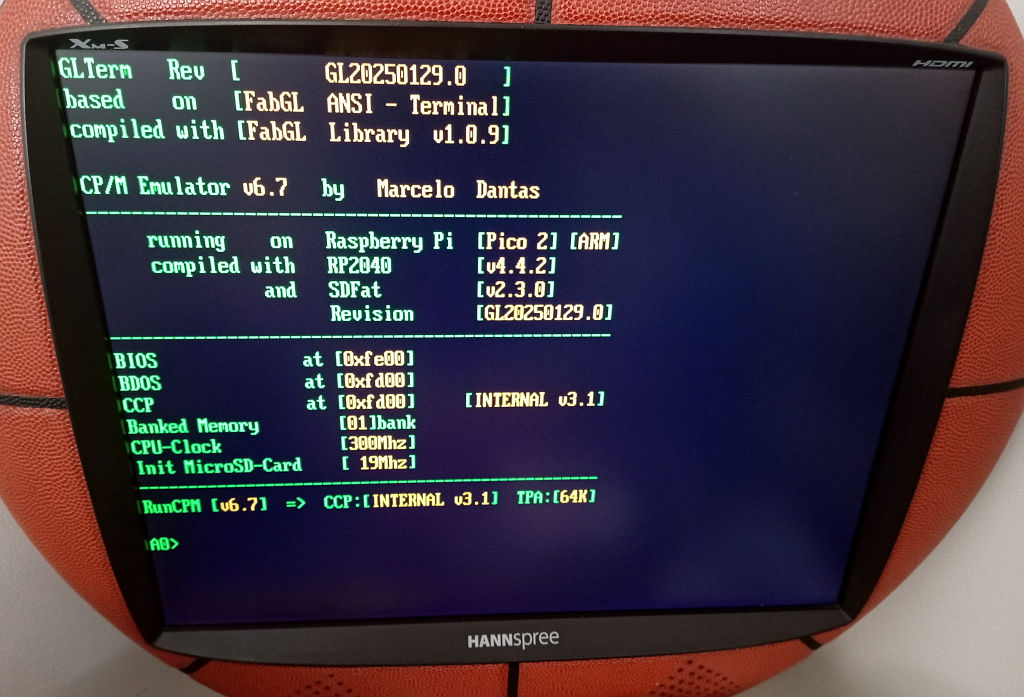 XM-S
HDMI
GLTerm Rev [ GL20250129.0 ]
based on [FabGL ANSI - Terminal]
compiled with [FabGL Library v1.0.9]
CP/M Emulator v6.7 by Marcelo Dantas
running on Raspberry Pi [Pico 2] [ARM]
compiled with RP2040 [v4.4.2]
and SDFat [v2.3.0]
Revision [GL20250129.0]
BIOS at [0xfe00]
BDOS at [0xfd00]
CCP at [0xfd00] [INTERNAL v3.1]
Banked Memory [01]bank
CPU-Clock [300Mhz]
Init MicroSD-Card [ 19Mhz]
RunCPM [v6.7] => CCP:[INTERNAL v3.1] TPA:[64K]
A0>
HANNspree